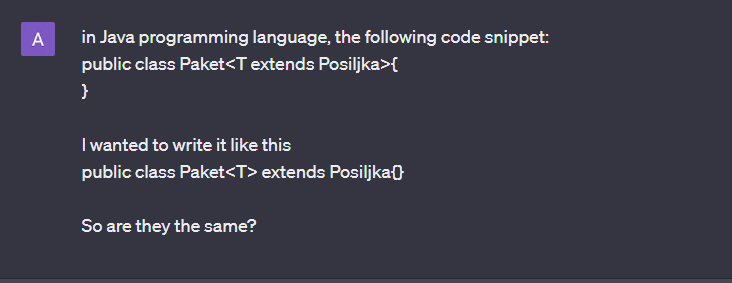 A
in Java programming language, the following code snippet:
public class Paket<T extends Posiljka>{
}
I wanted to write it like this
public class Paket<T> extends Posiljka{}
So are they the same?